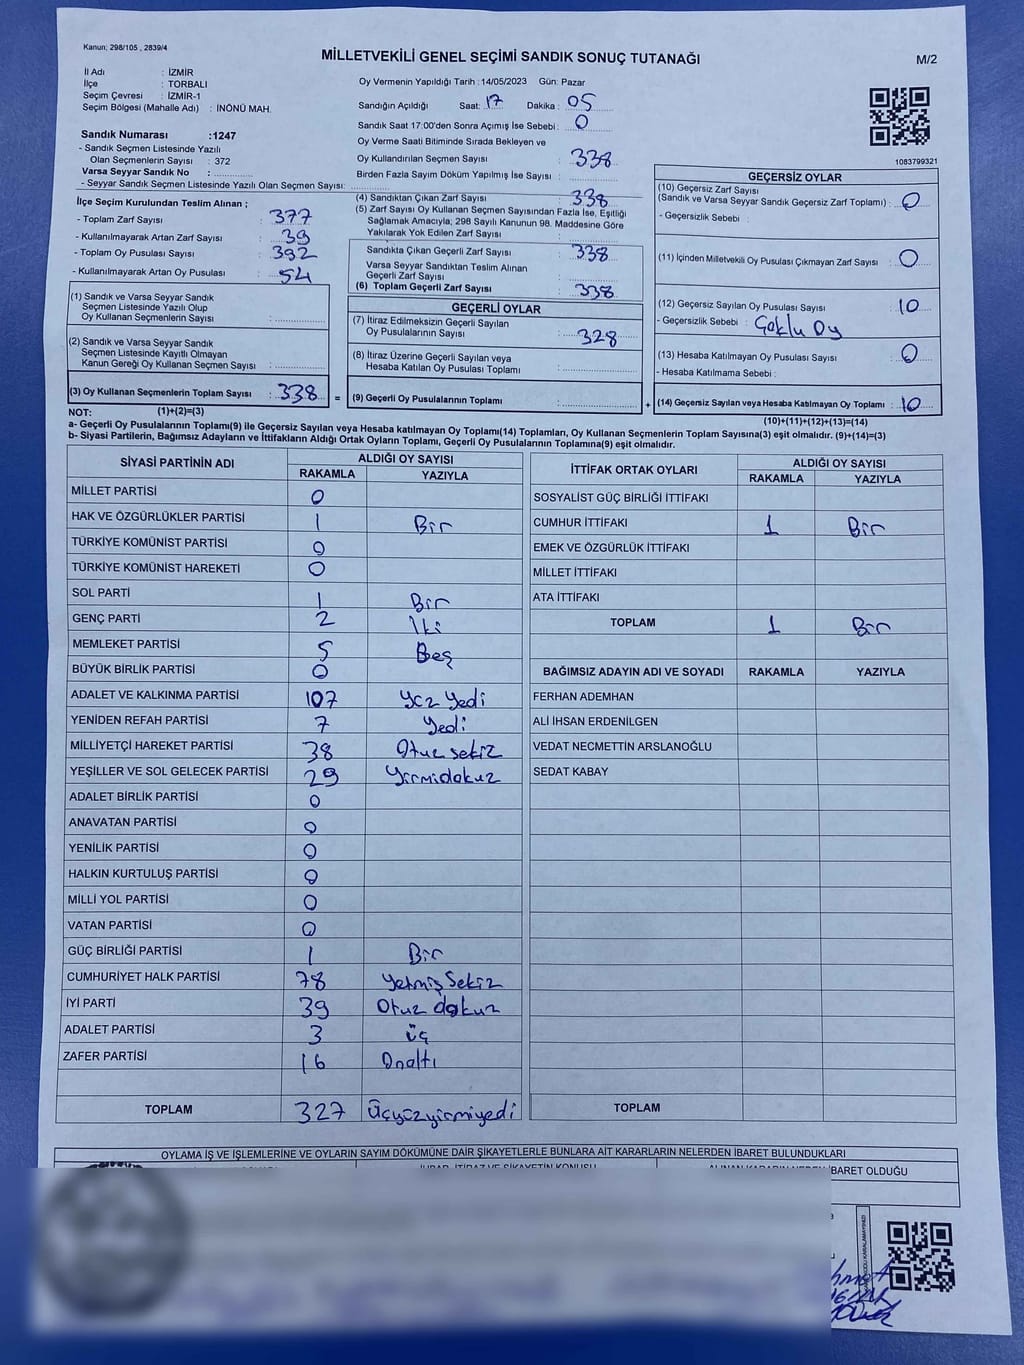 Kanun; 298/105 , 2839/4
MİLLETVEKİLİ GENEL SEÇİMİ SANDIK SONUÇ TUTANAĞI
M/2
İl Adı : İZMİR
İlçe : TORBALI
Seçim Çevresi : İZMİR-1
Seçim Bölgesi (Mahalle Adı) : İNÖNÜ MAH.
Sandık Numarası :1247
- Sandık Seçmen Listesinde Yazılı
Olan Seçmenlerin Sayısı : 372
Varsa Seyyar Sandık No :
- Seyyar Sandık Seçmen Listesinde Yazılı Olan Seçmen Sayısı:
İlçe Seçim Kurulundan Teslim Alınan ;
- Toplam Zarf Sayısı : 377
- Kullanılmayarak Artan Zarf Sayısı : 39
- Toplam Oy Pusulası Sayısı : 392
- Kullanılmayarak Artan Oy Pusulası : 54
(1) Sandık ve Varsa Seyyar Sandık
Seçmen Listesinde Yazılı Olup
Oy Kullanan Seçmenlerin Sayısı :
(2) Sandık ve Varsa Seyyar Sandık
Seçmen Listesinde Kayıtlı Olmayan
Kanun Gereği Oy Kullanan Seçmen Sayısı :
(3) Oy Kullanan Seçmenlerin Toplam Sayısı : 338 =
Oy Vermenin Yapıldığı Tarih : 14/05/2023 Gün: Pazar
Sandığın Açıldığı Saat: 17 Dakika : 05
Sandık Saat 17:00'den Sonra Açımış İse Sebebi : 0
Oy Verme Saati Bitiminde Sırada Bekleyen ve
Oy Kullandırılan Seçmen Sayısı : 338
Birden Fazla Sayım Döküm Yapılmış İse Sayısı :
(4) Sandıktan Çıkan Zarf Sayısı : 338
(5) Zarf Sayısı Oy Kullanan Seçmen Sayısından Fazla İse, Eşitliği
Sağlamak Amacıyla; 298 Sayılı Kanunun 98. Maddesine Göre
Yakılarak Yok Edilen Zarf Sayısı :
Sandıkta Çıkan Geçerli Zarf Sayısı : 338
Varsa Seyyar Sandıktan Teslim Alınan
Geçerli Zarf Sayısı :
(6) Toplam Geçerli Zarf Sayısı : 338
GEÇERLİ OYLAR
(7) İtiraz Edilmeksizin Geçerli Sayılan
Oy Pusulalarının Sayısı : 328
(8) İtiraz Üzerine Geçerli Sayılan veya
Hesaba Katılan Oy Pusulası Toplamı :
(9) Geçerli Oy Pusulalarının Toplamı : +
1083799321
GEÇERSİZ OYLAR
(10) Geçersiz Zarf Sayısı
(Sandık ve Varsa Seyyar Sandık Geçersiz Zarf Toplamı) : 0
- Geçersizlik Sebebi :
(11) İçinden Milletvekili Oy Pusulası Çıkmayan Zarf Sayısı : 0
(12) Geçersiz Sayılan Oy Pusulası Sayısı : 10
- Geçersizlik Sebebi : Çoklu Oy
(13) Hesaba Katılmayan Oy Pusulası Sayısı : 0
- Hesaba Katılmama Sebebi :
(14) Geçersiz Sayılan veya Hesaba Katılmayan Oy Toplamı : 10
NOT: (1)+(2)=(3) (10)+(11)+(12)+(13)=(14)
a- Geçerli Oy Pusulalarının Toplamı(9) ile Geçersiz Sayılan veya Hesaba katılmayan Oy Toplamı(14) Toplamları, Oy Kullanan Seçmenlerin Toplam Sayısına(3) eşit olmalıdır. (9)+(14)=(3)
b- Siyasi Partilerin, Bağımsız Adayların ve İttifakların Aldığı Ortak Oyların Toplamı, Geçerli Oy Pusulalarının Toplamına(9) eşit olmalıdır.
SİYASİ PARTİNİN ADI ALDIĞI OY SAYISI
RAKAMLA YAZIYLA
MİLLET PARTİSİ 0
HAK VE ÖZGÜRLÜKLER PARTİSİ 1 Bir
TÜRKİYE KOMÜNİST PARTİSİ 0
TÜRKİYE KOMÜNİST HAREKETİ 0
SOL PARTİ 1 Bir
GENÇ PARTİ 2 İki
MEMLEKET PARTİSİ 5 Beş
BÜYÜK BİRLİK PARTİSİ 0
ADALET VE KALKINMA PARTİSİ 107 Yüz Yedi
YENİDEN REFAH PARTİSİ 7 Yedi
MİLLİYETÇİ HAREKET PARTİSİ 38 Otuz sekiz
YEŞİLLER VE SOL GELECEK PARTİSİ 29 Yirmidokuz
ADALET BİRLİK PARTİSİ 0
ANAVATAN PARTİSİ 0
YENİLİK PARTİSİ 0
HALKIN KURTULUŞ PARTİSİ 0
MİLLİ YOL PARTİSİ 0
VATAN PARTİSİ 0
GÜÇ BİRLİĞİ PARTİSİ 1 Bir
CUMHURİYET HALK PARTİSİ 78 Yetmiş Sekiz
İYİ PARTİ 39 Otuz dokuz
ADALET PARTİSİ 3 üç
ZAFER PARTİSİ 16 Onaltı
TOPLAM 327 Üçyüzyirmiyedi
İTTİFAK ORTAK OYLARI ALDIĞI OY SAYISI
RAKAMLA YAZIYLA
SOSYALİST GÜÇ BİRLİĞİ İTTİFAKI
CUMHUR İTTİFAKI 1 Bir
EMEK VE ÖZGÜRLÜK İTTİFAKI
MİLLET İTTİFAKI
ATA İTTİFAKI
TOPLAM 1 Bir
BAĞIMSIZ ADAYIN ADI VE SOYADI RAKAMLA YAZIYLA
FERHAN ADEMHAN
ALİ İHSAN ERDENİLGEN
VEDAT NECMETTİN ARSLANOĞLU
SEDAT KABAY
TOPLAM
OYLAMA İŞ VE İŞLEMLERİNE VE OYLARIN SAYIM DÖKÜMÜNE DAİR ŞİKAYETLERLE BUNLARA AİT KARARLARIN NELERDEN İBARET BULUNDUKLARI
İBARET OLDUĞU